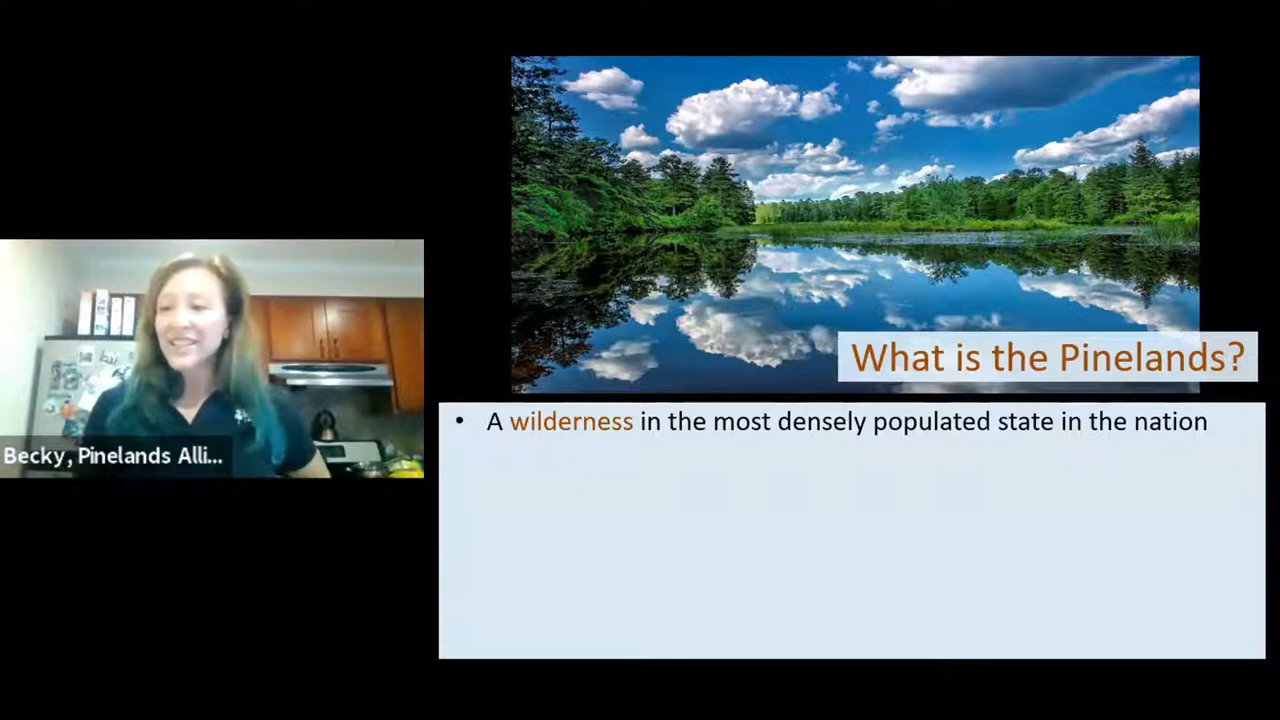 What is the Pinelands?
• A wilderness in the most densely populated state in the nation
Becky, Pinelands Alli...